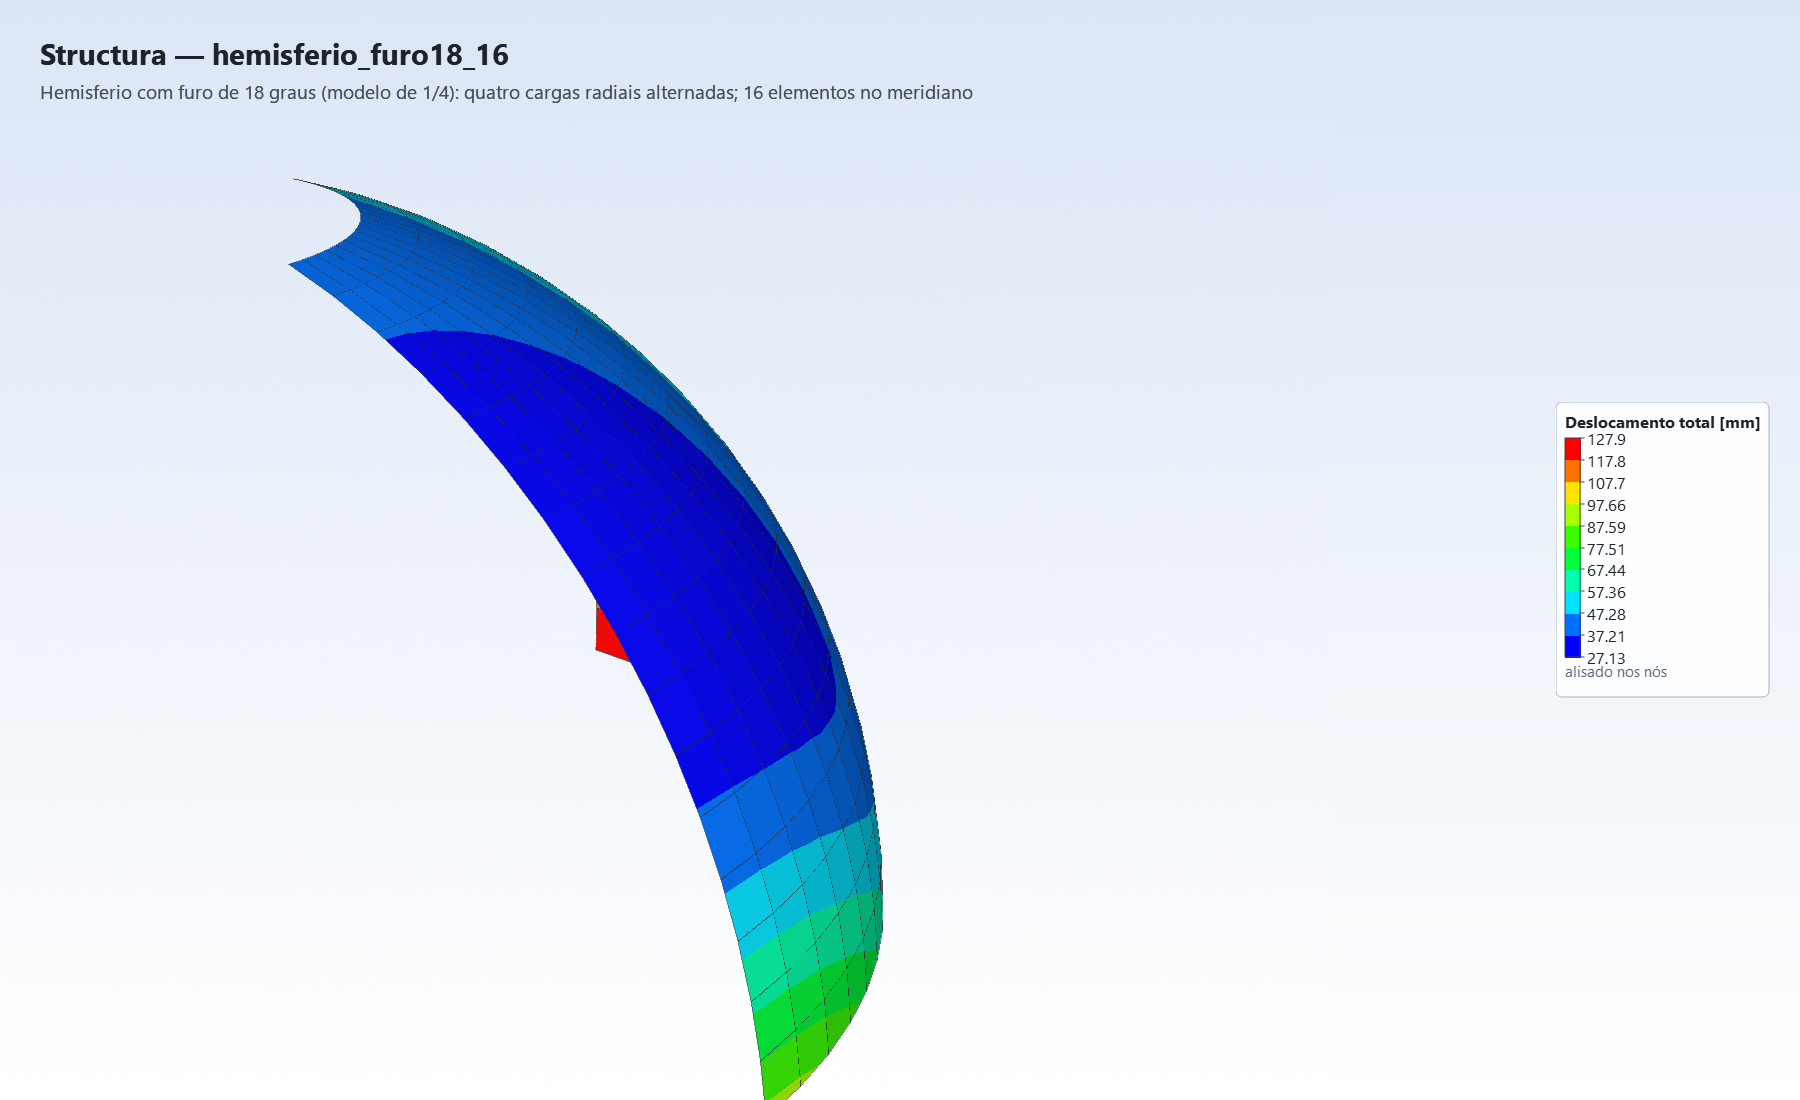 Structura — hemisferio_furo18_16
Hemisferio com furo de 18 graus (modelo de 1/4): quatro cargas radiais alternadas; 16 elementos no meridiano
Deslocamento total [mm]
127.9
117.8
107.7
97.66
87.59
77.51
67.44
57.36
47.28
37.21
27.13
alisado nos nós